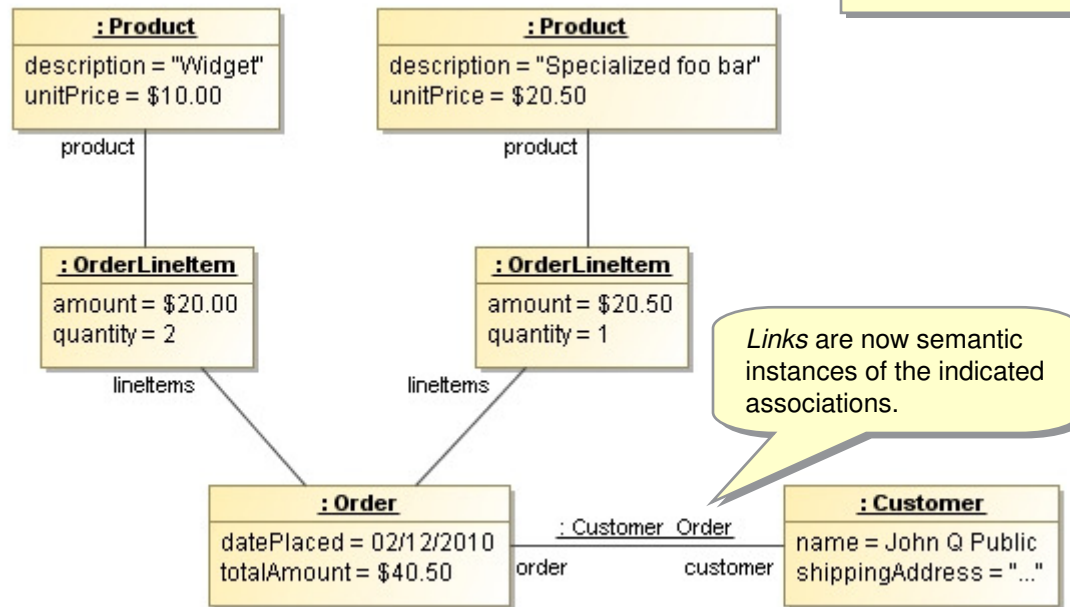 : Product
description = "Widget"
unitPrice = $10.00
: Product
description = "Specialized foo bar"
unitPrice = $20.50
product
product
: OrderLineItem
amount = $20.00
quantity = 2
: OrderLineItem
amount = $20.50
quantity = 1
Links are now semantic
instances of the indicated
associations.
lineItems
lineItems
: Order
datePlaced = 02/12/2010
totalAmount = $40.50
: Customer_Order
order
customer
: Customer
name = John Q Public
shippingAddress = "..."